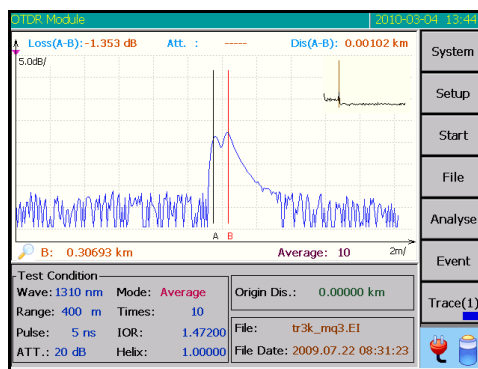 OTDR Module 2010-03-04 13:44
Loss(A-B):-1.353 dB Att. : ----- Dis(A-B): 0.00102 km
5.0dB/
A B
B: 0.30693 km Average: 10 2m/
System
Setup
Start
File
Analyse
Event
Trace(1)
Test Condition
Wave: 1310 nm Mode: Average
Range: 400 m Times: 10
Pulse: 5 ns IOR: 1.47200
ATT.: 20 dB Helix: 1.00000
Origin Dis.: 0.00000 km
File: tr3k_mq3.EI
File Date: 2009.07.22 08:31:23